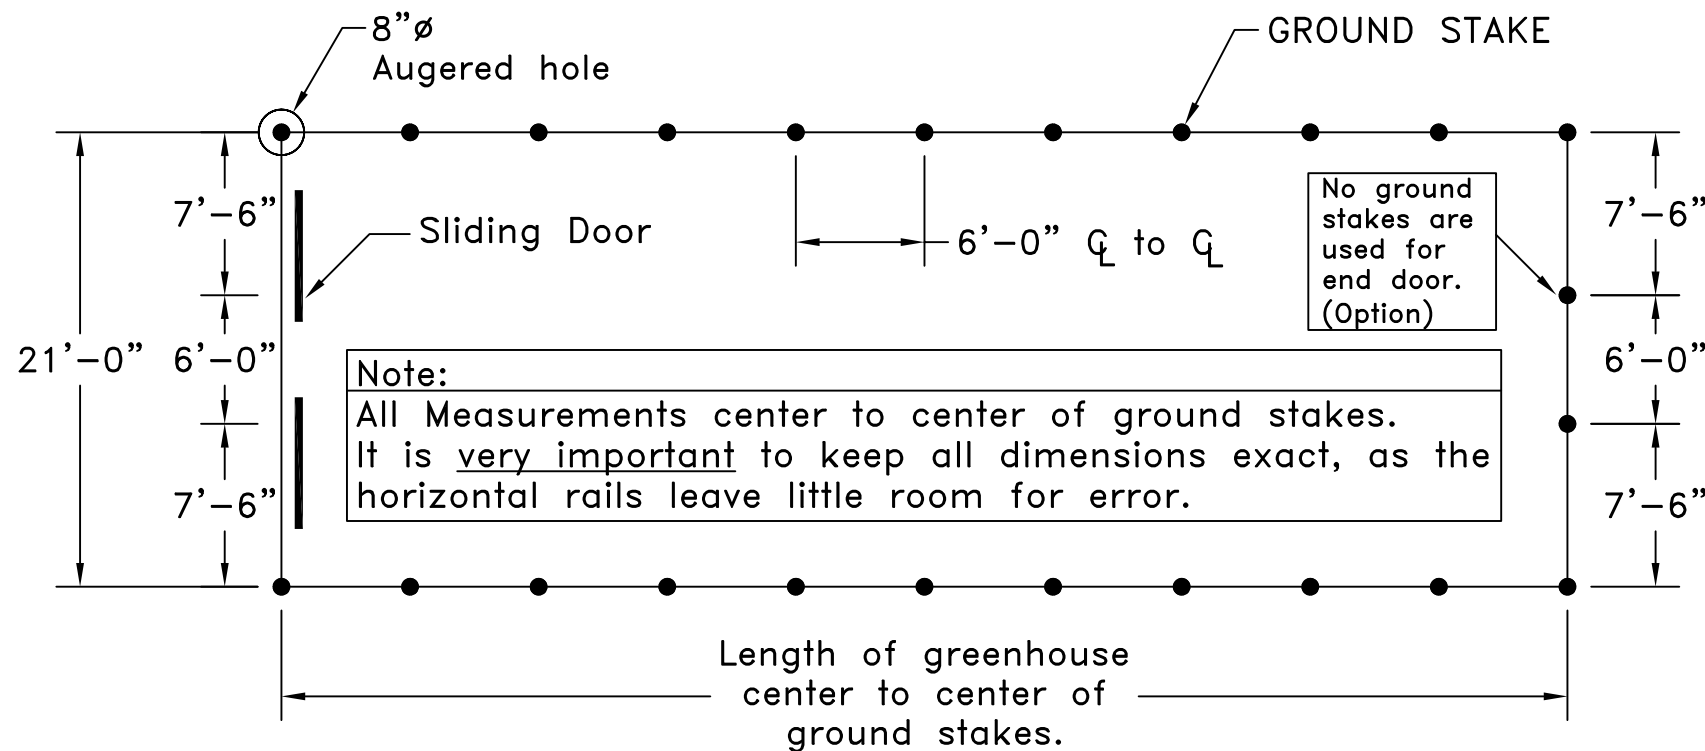 8”ø
Augered hole
GROUND STAKE
7’-6”
Sliding Door
6’-0” ℄ to ℄
No ground
stakes are
used for
end door.
(Option)
7’-6”
21’-0”
6’-0”
6’-0”
Note:
All Measurements center to center of ground stakes.
It is very important to keep all dimensions exact, as the
horizontal rails leave little room for error.
7’-6”
7’-6”
Length of greenhouse
center to center of
ground stakes.